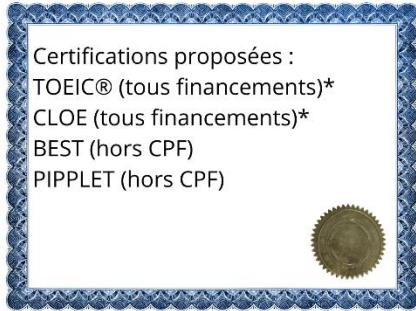 Certifications proposées :
TOEIC® (tous financements)*
CLOE (tous financements)*
BEST (hors CPF)
PIPPLET (hors CPF)